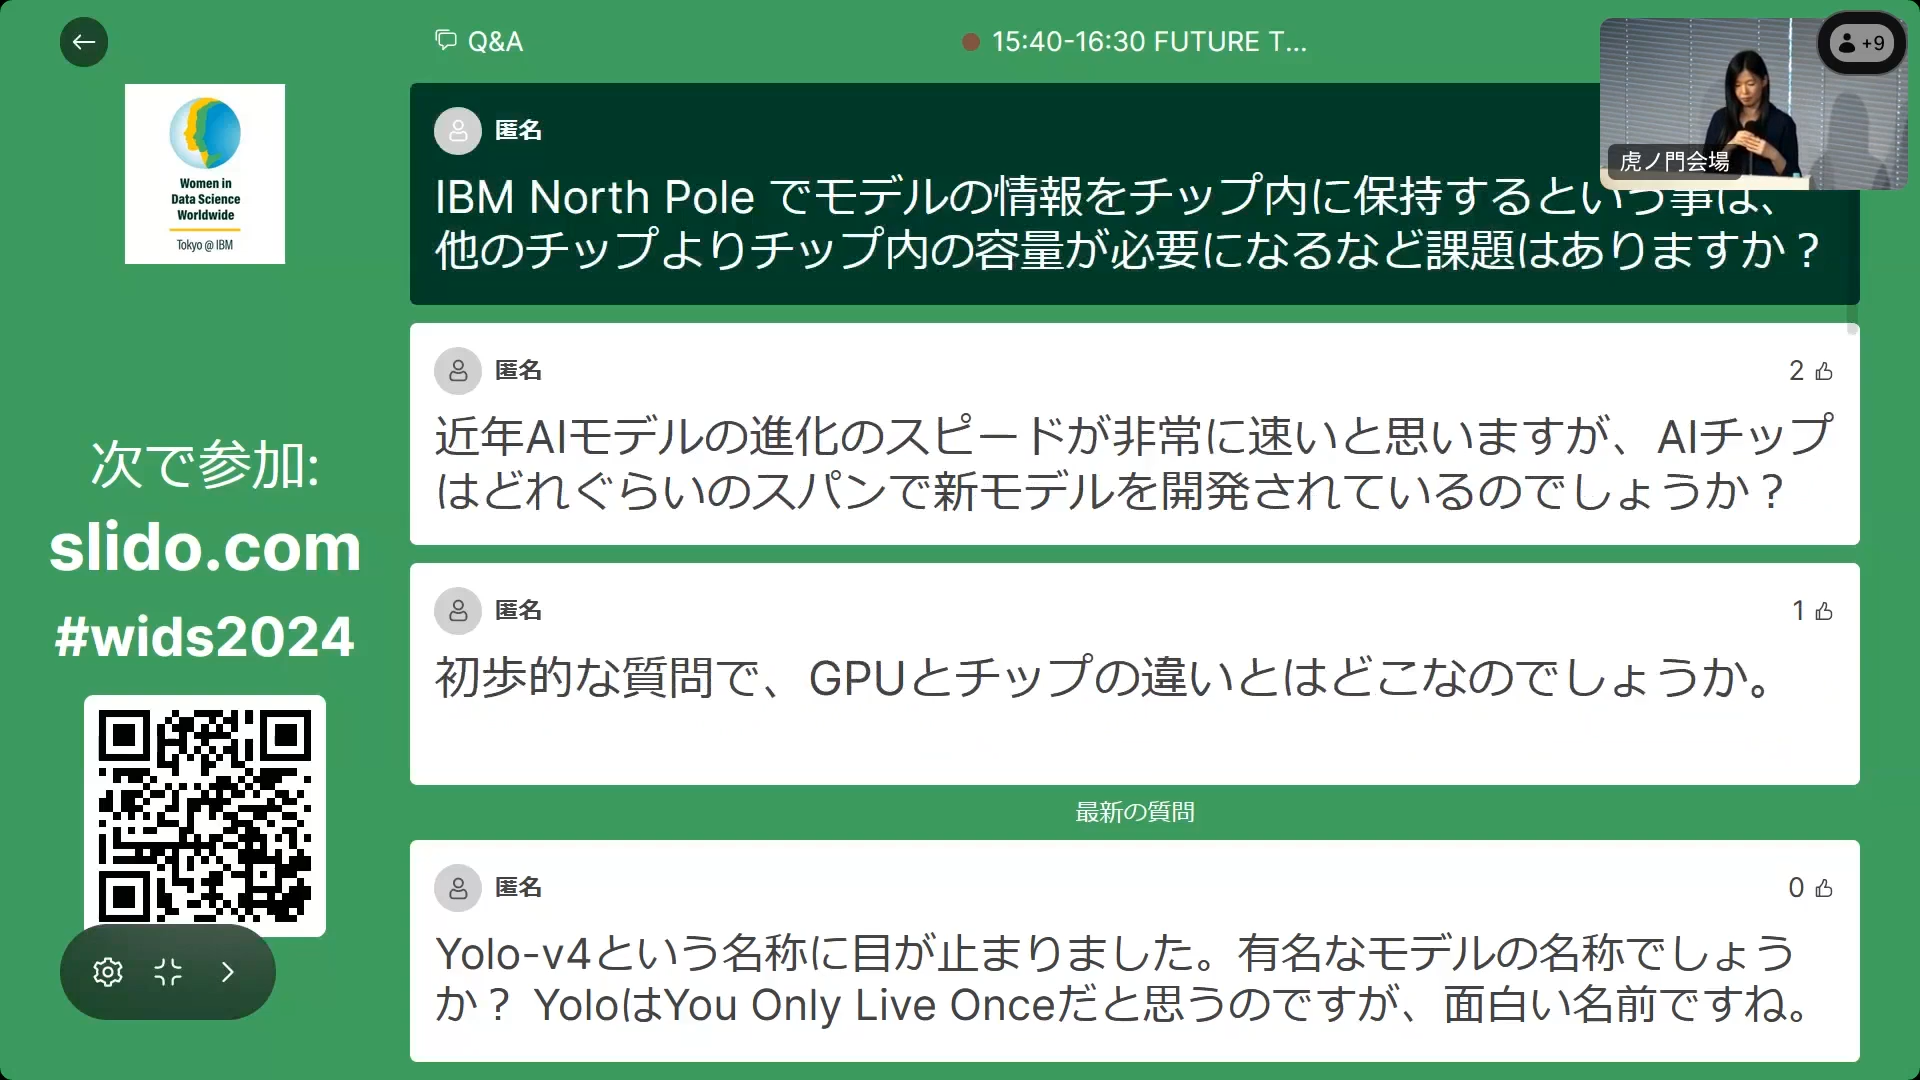 Q&A
15:40-16:30 FUTURE T...
+9
虎ノ門会場
Women in
Data Science
Worldwide
Tokyo @ IBM
次で参加:
slido.com
#wids2024
匿名
IBM North Pole でモデルの情報をチップ内に保持するという事は、
他のチップよりチップ内の容量が必要になるなど課題はありますか？
匿名
2
近年AIモデルの進化のスピードが非常に速いと思いますが、AIチップ
はどれぐらいのスパンで新モデルを開発されているのでしょうか？
匿名
1
初歩的な質問で、GPUとチップの違いとはどこなのでしょうか。
最新の質問
匿名
0
Yolo-v4という名称に目が止まりました。有名なモデルの名称でしょう
か？ YoloはYou Only Live Onceだと思うのですが、面白い名前ですね。